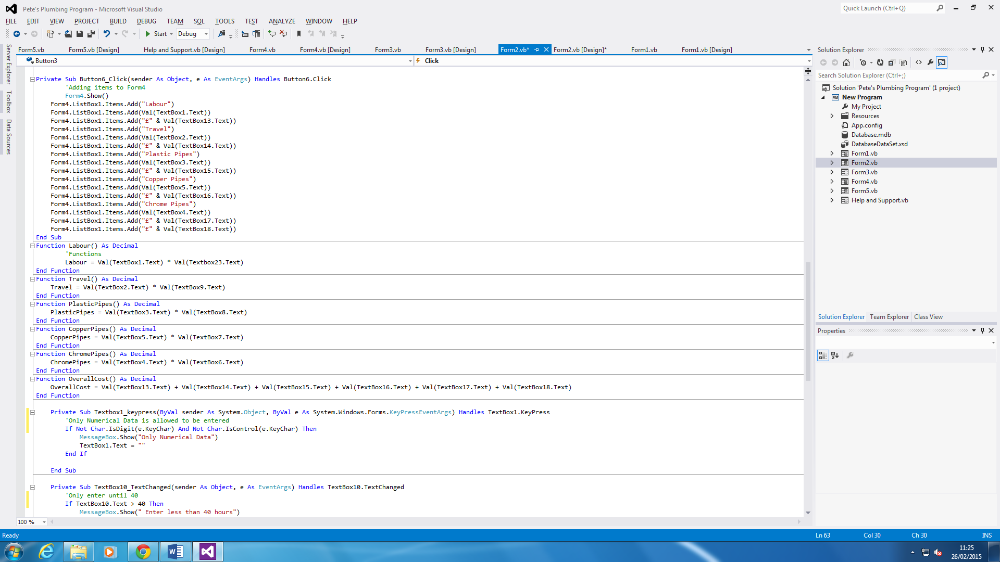 Pete's Plumbing Program - Microsoft Visual Studio
Quick Launch (Ctrl+Q)
FILE EDIT VIEW PROJECT BUILD DEBUG TEAM SQL TOOLS TEST ANALYZE WINDOW HELP
Start Debug
Form5.vb Form5.vb [Design] Help and Support.vb [Design] Form4.vb Form4.vb [Design] Form3.vb Form3.vb [Design] Form2.vb* Form2.vb [Design]* Form1.vb Form1.vb [Design]
Button3 Click
Server Explorer
Toolbox
Data Sources
Private Sub Button6_Click(sender As Object, e As EventArgs) Handles Button6.Click
'Adding items to Form4
Form4.Show()
Form4.ListBox1.Items.Add("Labour")
Form4.ListBox1.Items.Add(Val(TextBox1.Text))
Form4.ListBox1.Items.Add("£" & Val(TextBox13.Text))
Form4.ListBox1.Items.Add("Travel")
Form4.ListBox1.Items.Add(Val(TextBox2.Text))
Form4.ListBox1.Items.Add("£" & Val(TextBox14.Text))
Form4.ListBox1.Items.Add("Plastic Pipes")
Form4.ListBox1.Items.Add(Val(TextBox3.Text))
Form4.ListBox1.Items.Add("£" & Val(TextBox15.Text))
Form4.ListBox1.Items.Add("Copper Pipes")
Form4.ListBox1.Items.Add(Val(TextBox5.Text))
Form4.ListBox1.Items.Add("£" & Val(TextBox16.Text))
Form4.ListBox1.Items.Add("Chrome Pipes")
Form4.ListBox1.Items.Add(Val(TextBox4.Text))
Form4.ListBox1.Items.Add("£" & Val(TextBox17.Text))
Form4.ListBox1.Items.Add("£" & Val(TextBox18.Text))
End Sub
Function Labour() As Decimal
'Functions
Labour = Val(TextBox1.Text) * Val(Textbox23.Text)
End Function
Function Travel() As Decimal
Travel = Val(TextBox2.Text) * Val(TextBox9.Text)
End Function
Function PlasticPipes() As Decimal
PlasticPipes = Val(TextBox3.Text) * Val(TextBox8.Text)
End Function
Function CopperPipes() As Decimal
CopperPipes = Val(TextBox5.Text) * Val(TextBox7.Text)
End Function
Function ChromePipes() As Decimal
ChromePipes = Val(TextBox4.Text) * Val(TextBox6.Text)
End Function
Function OverallCost() As Decimal
OverallCost = Val(TextBox13.Text) + Val(TextBox14.Text) + Val(TextBox15.Text) + Val(TextBox16.Text) + Val(TextBox17.Text) + Val(TextBox18.Text)
End Function
Private Sub Textbox1_keypress(ByVal sender As System.Object, ByVal e As System.Windows.Forms.KeyPressEventArgs) Handles TextBox1.KeyPress
'Only Numerical Data is allowed to be entered
If Not Char.IsDigit(e.KeyChar) And Not Char.IsControl(e.KeyChar) Then
MessageBox.Show("Only Numerical Data")
TextBox1.Text = ""
End If
End Sub
Private Sub TextBox10_TextChanged(sender As Object, e As EventArgs) Handles TextBox10.TextChanged
'Only enter until 40
If TextBox10.Text > 40 Then
MessageBox.Show(" Enter less than 40 hours")
100 %
Solution Explorer
Search Solution Explorer (Ctrl+;)
Solution 'Pete's Plumbing Program' (1 project)
VB New Program
My Project
Resources
App.config
Database.mdb
DatabaseDataSet.xsd
Form1.vb
Form2.vb
Form3.vb
Form4.vb
Form5.vb
Help and Support.vb
Solution Explorer Team Explorer Class View
Properties
Ready Ln 63 Col 30 Ch 30 INS
11:25
26/02/2015